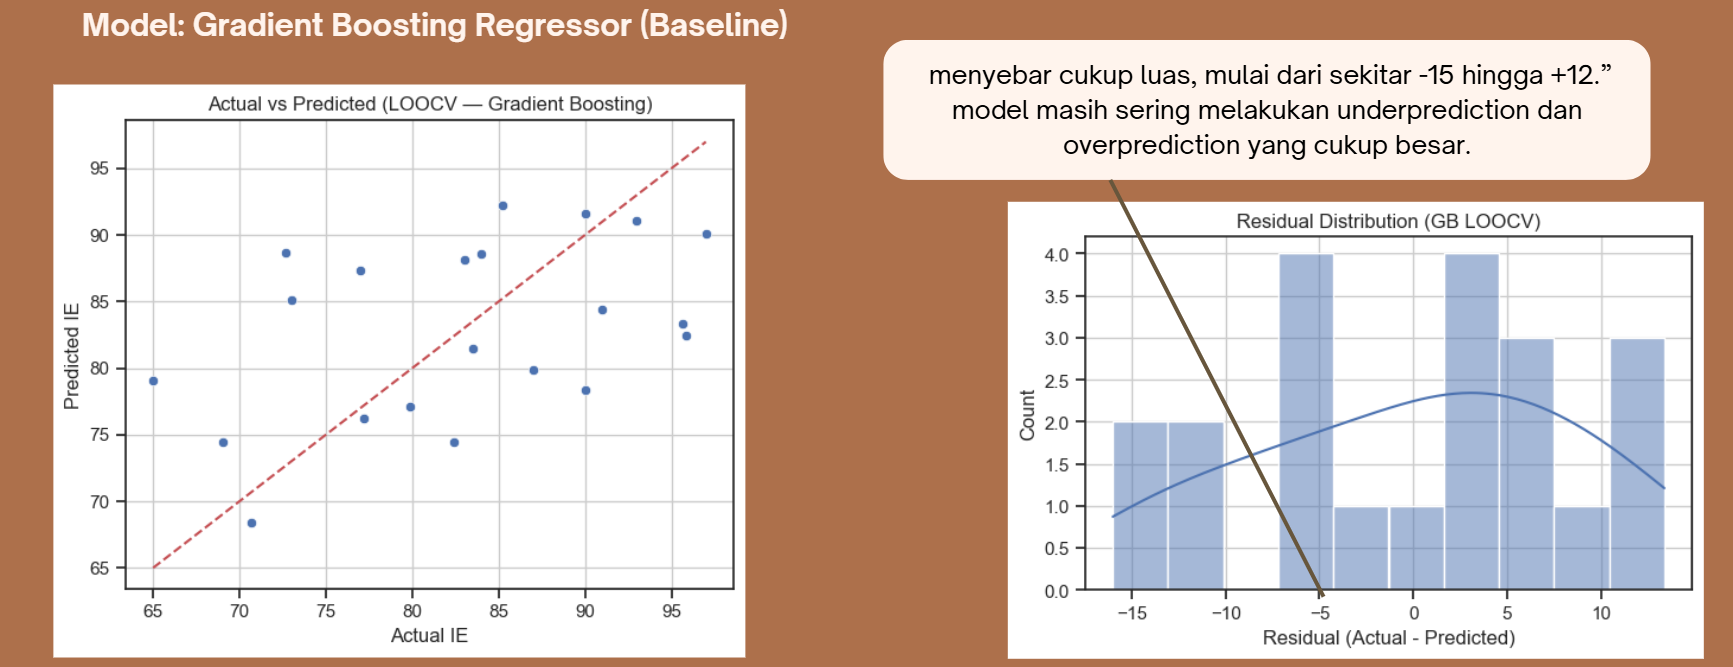 Model: Gradient Boosting Regressor (Baseline)
menyebar cukup luas, mulai dari sekitar -15 hingga +12.”
model masih sering melakukan underprediction dan
overprediction yang cukup besar.
Actual vs Predicted (LOOCV — Gradient Boosting)
Predicted IE
95
90
85
80
75
70
65
65 70 75 80 85 90 95
Actual IE
Residual Distribution (GB LOOCV)
Count
4.0
3.5
3.0
2.5
2.0
1.5
1.0
0.5
0.0
−15 −10 −5 0 5 10
Residual (Actual - Predicted)